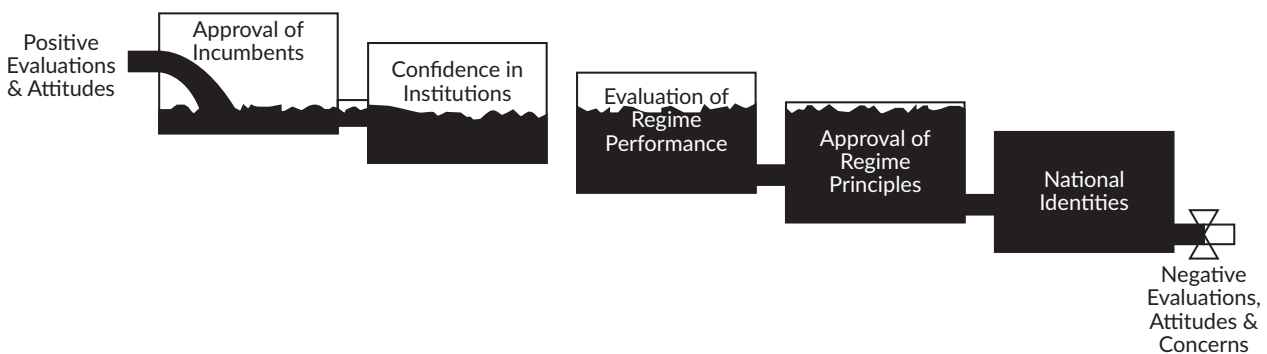 Positive
Evaluations
& Attitudes
Approval of
Incumbents
Confidence in
Institutions
Evaluation of
Regime
Performance
Approval of
Regime
Principles
National
Identities
Negative
Evaluations,
Attitudes &
Concerns